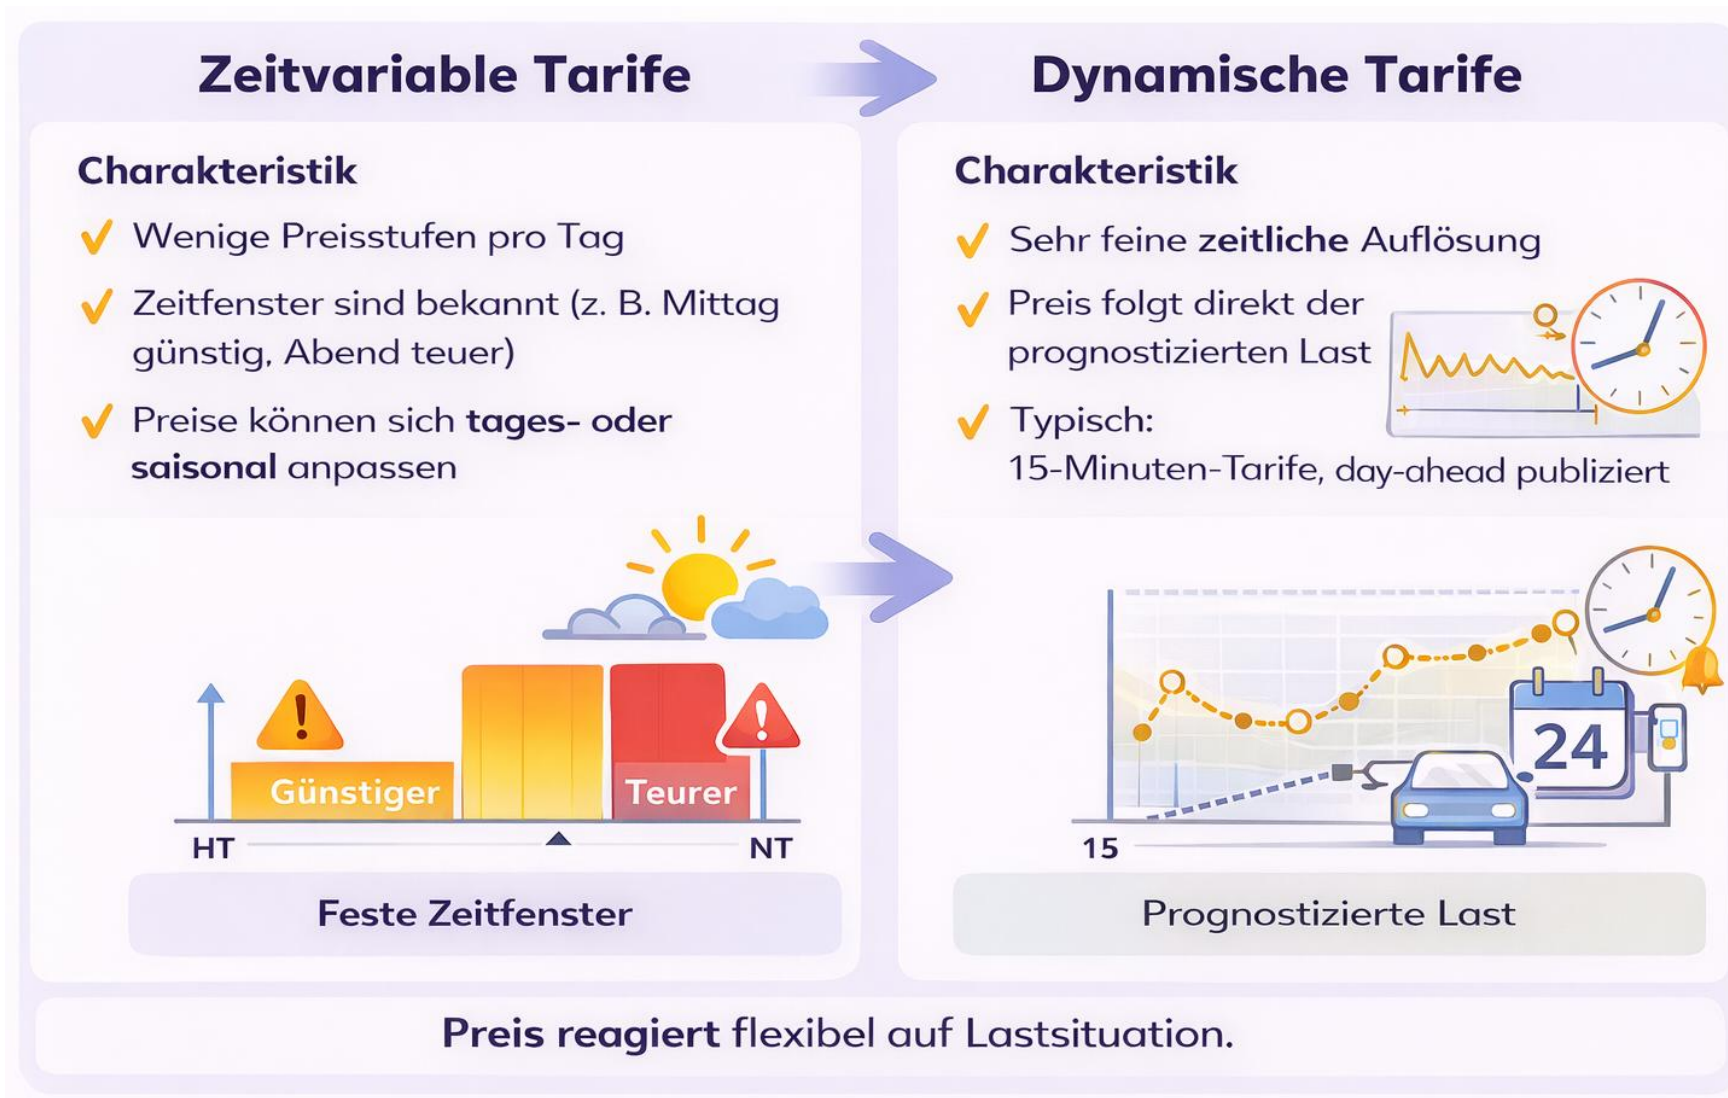 Zeitvariable Tarife
Dynamische Tarife
Charakteristik
Wenige Preisstufen pro Tag
Zeitfenster sind bekannt (z. B. Mittag
günstig, Abend teuer)
Preise können sich tages- oder
saisonal anpassen
Günstiger
Teurer
HT
NT
Feste Zeitfenster
Charakteristik
Sehr feine zeitliche Auflösung
Preis folgt direkt der
prognostizierten Last
Typisch:
15-Minuten-Tarife, day-ahead publiziert
24
15
Prognostizierte Last
Preis reagiert flexibel auf Lastsituation.